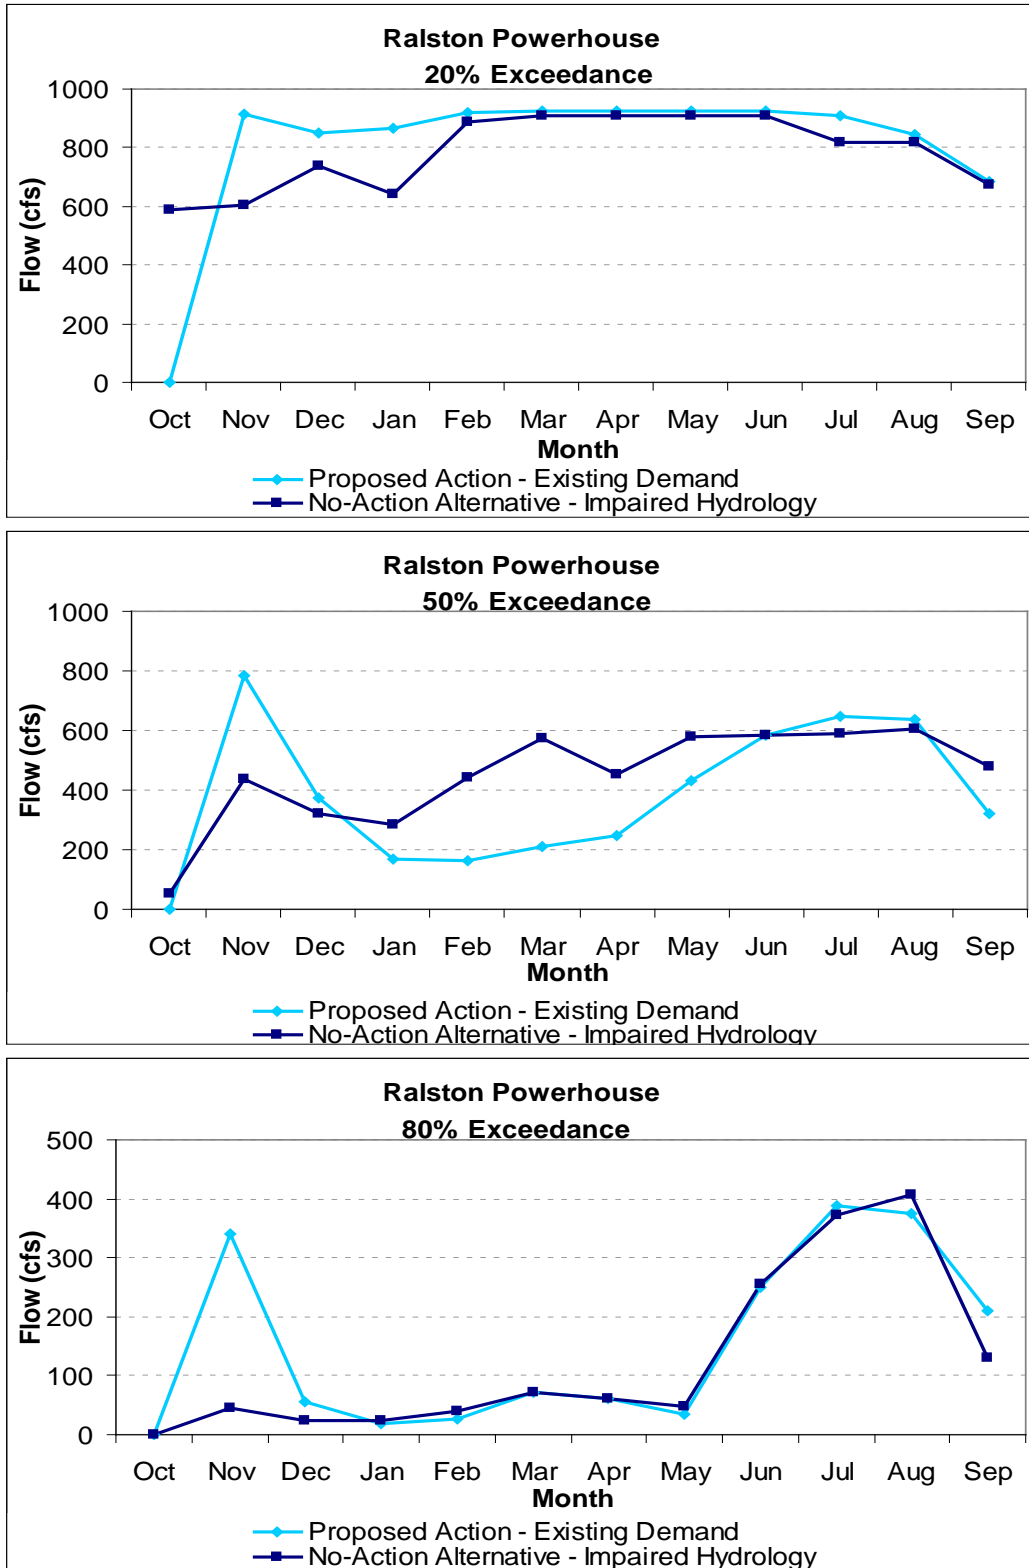 Ralston Powerhouse
20% Exceedance
1000
800
600
400
200
0
Flow (cfs)
Oct Nov Dec Jan Feb Mar Apr May Jun Jul Aug Sep
Month
Proposed Action - Existing Demand
No-Action Alternative - Impaired Hydrology
Ralston Powerhouse
50% Exceedance
1000
800
600
400
200
0
Flow (cfs)
Oct Nov Dec Jan Feb Mar Apr May Jun Jul Aug Sep
Month
Proposed Action - Existing Demand
No-Action Alternative - Impaired Hydrology
Ralston Powerhouse
80% Exceedance
500
400
300
200
100
0
Flow (cfs)
Oct Nov Dec Jan Feb Mar Apr May Jun Jul Aug Sep
Month
Proposed Action - Existing Demand
No-Action Alternative - Impaired Hydrology